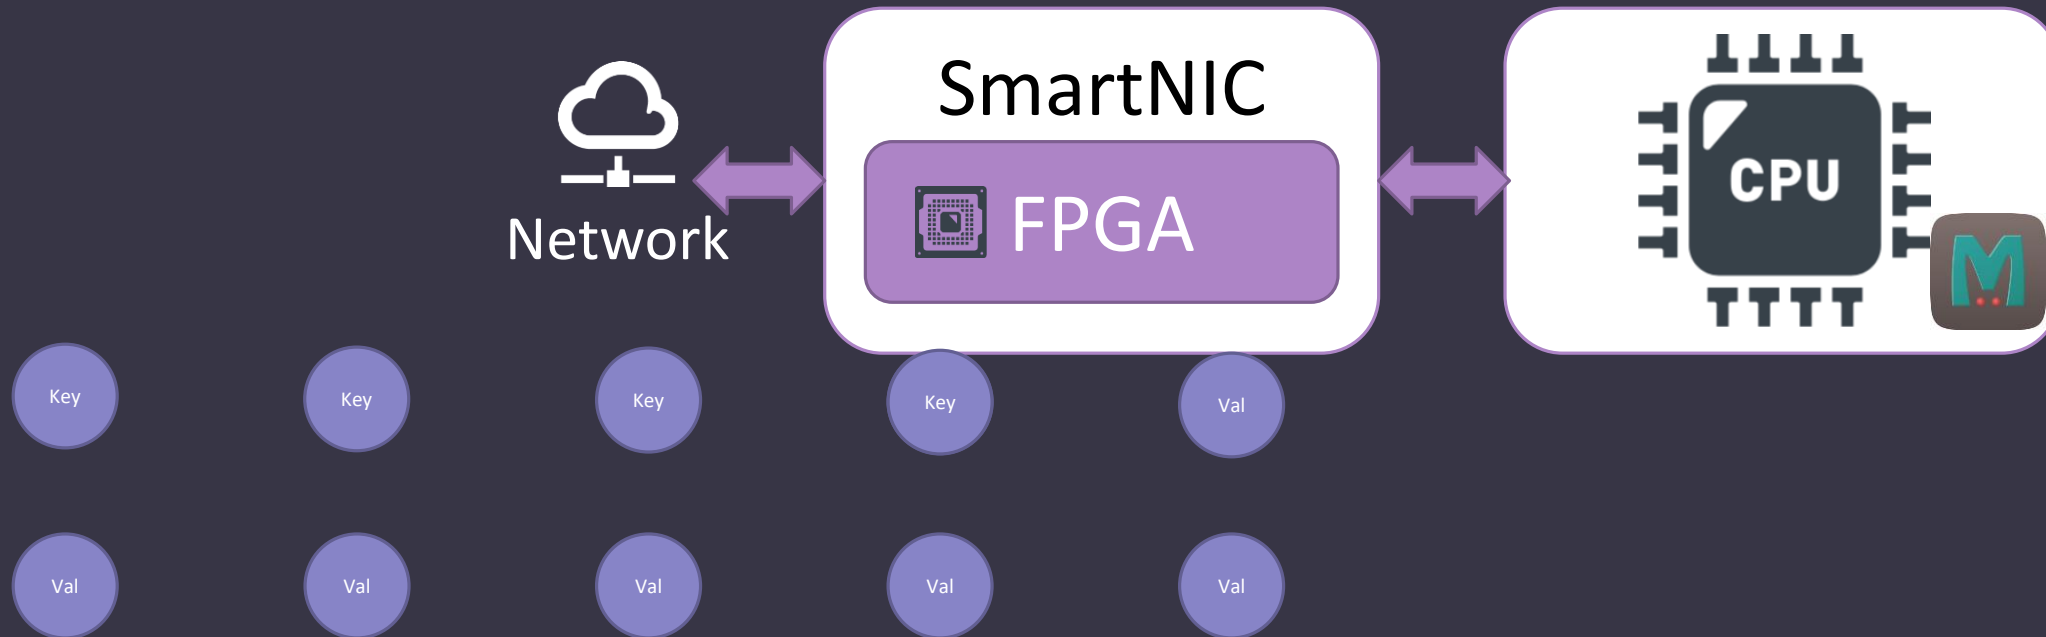 SmartNIC
FPGA
CPU
M
Network
Key
Key
Key
Key
Val
Val
Val
Val
Val
Val